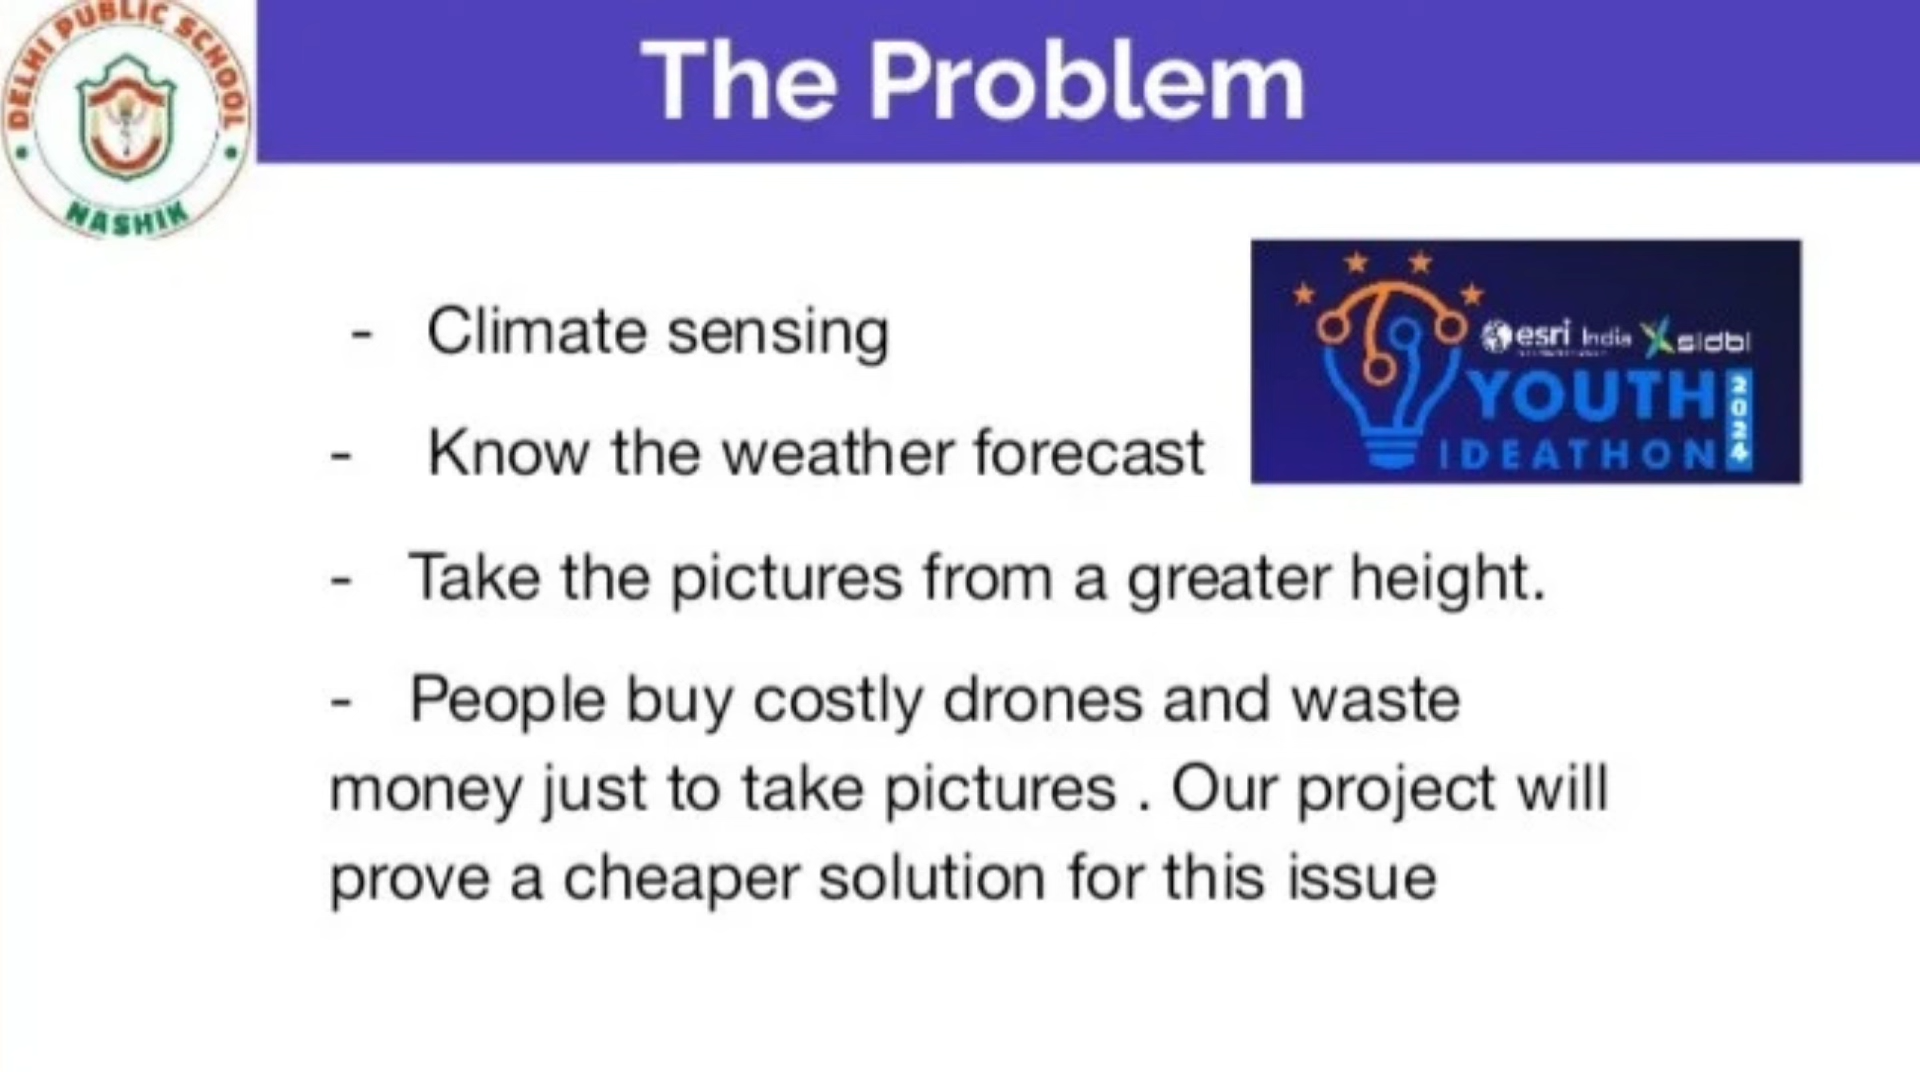 DELHI PUBLIC SCHOOL
NASHIK
The Problem
- Climate sensing
- Know the weather forecast
esri India sidbi
YOUTH 2024
IDEATHON
- Take the pictures from a greater height.
- People buy costly drones and waste
money just to take pictures . Our project will
prove a cheaper solution for this issue